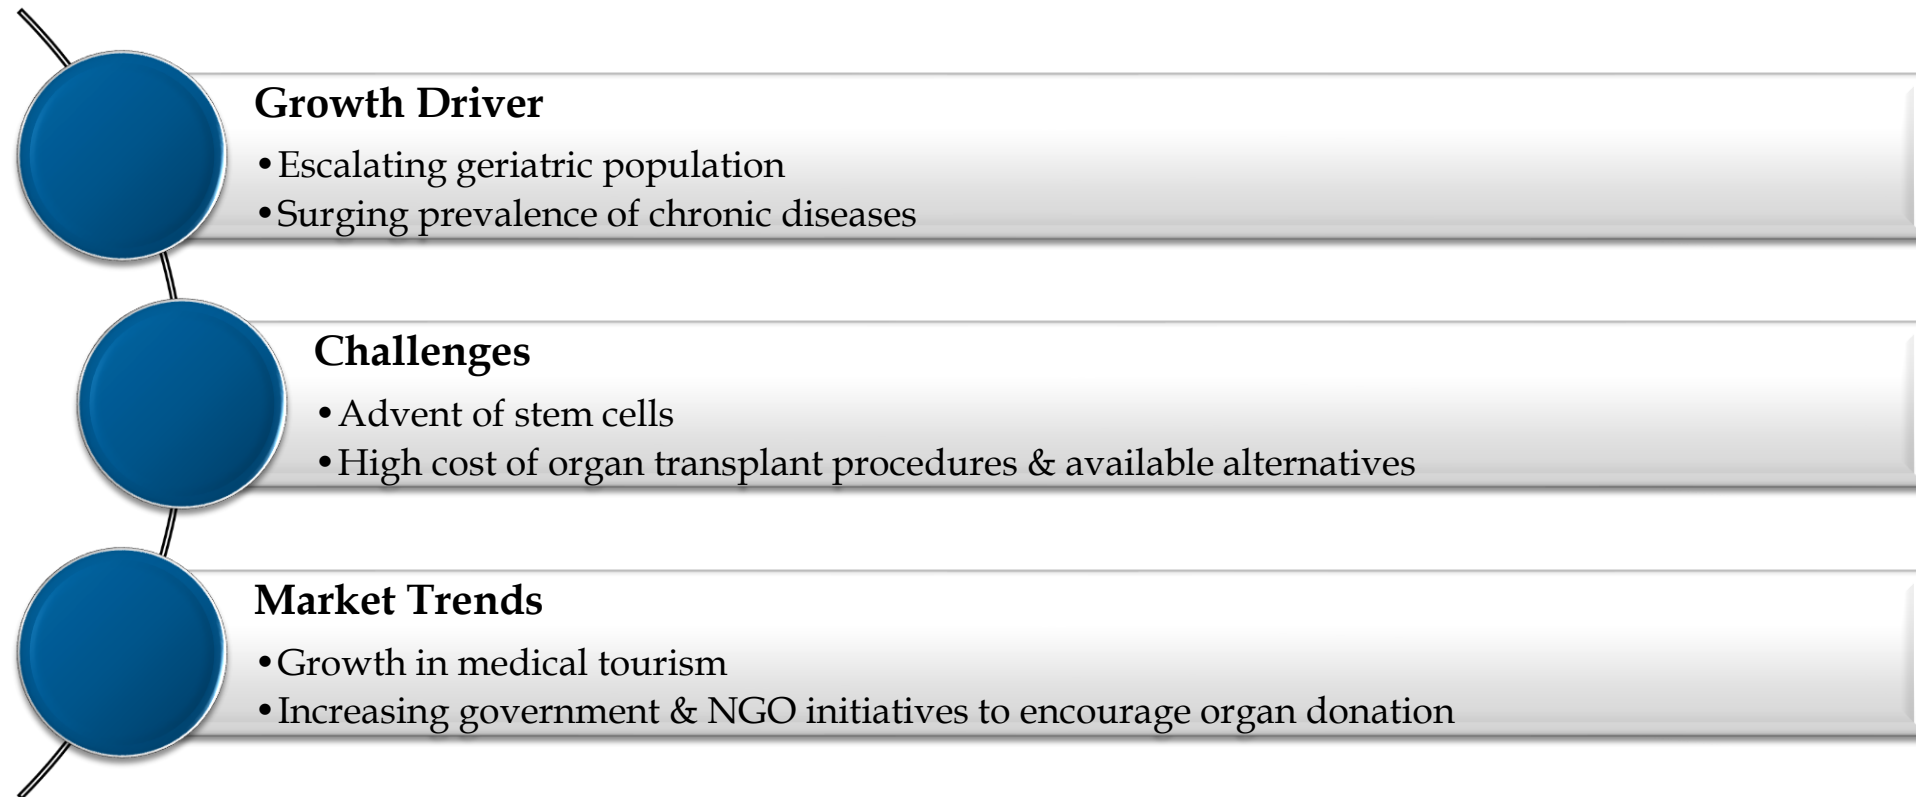 Growth Driver
•Escalating geriatric population
•Surging prevalence of chronic diseases
Challenges
•Advent of stem cells
•High cost of organ transplant procedures & available alternatives
Market Trends
•Growth in medical tourism
•Increasing government & NGO initiatives to encourage organ donation